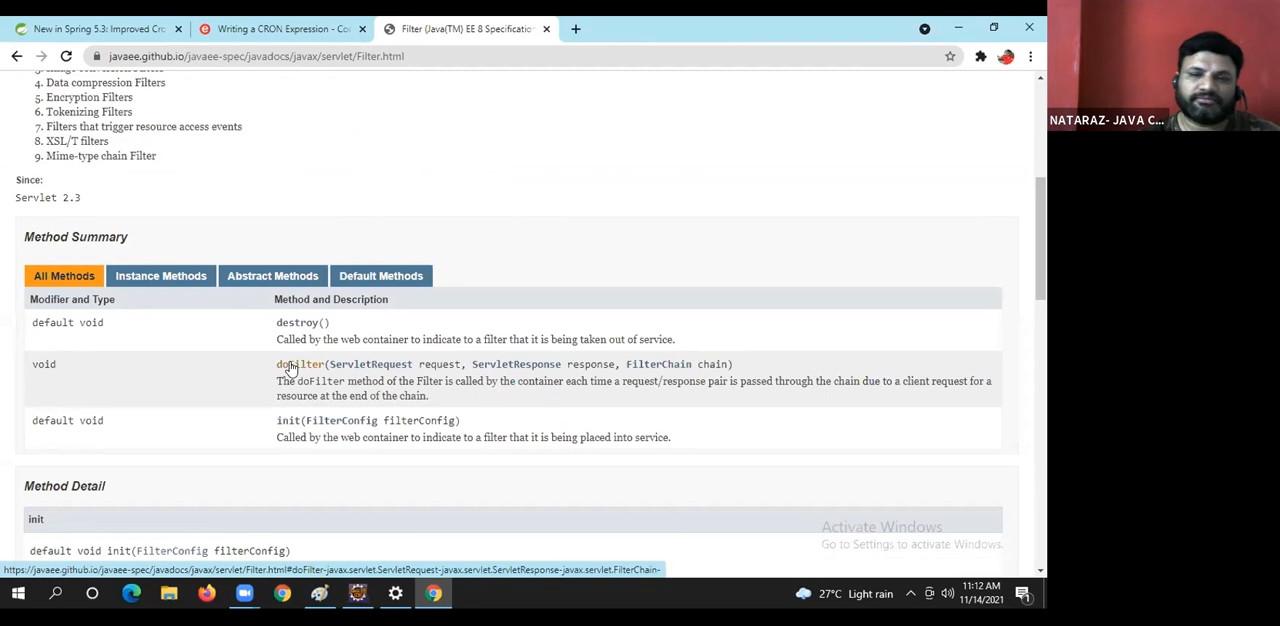 New in Spring 5.3: Improved Cro
Writing a CRON Expression - Co
Filter (Java(TM) EE 8 Specificatio
javaee.github.io/javaee-spec/javadocs/javax/servlet/Filter.html
4. Data compression Filters
5. Encryption Filters
6. Tokenizing Filters
7. Filters that trigger resource access events
8. XSL/T filters
9. Mime-type chain Filter
Since:
Servlet 2.3
Method Summary
All Methods Instance Methods Abstract Methods Default Methods
Modifier and Type Method and Description
default void destroy()
Called by the web container to indicate to a filter that it is being taken out of service.
void doFilter(ServletRequest request, ServletResponse response, FilterChain chain)
The doFilter method of the Filter is called by the container each time a request/response pair is passed through the chain due to a client request for a
resource at the end of the chain.
default void init(FilterConfig filterConfig)
Called by the web container to indicate to a filter that it is being placed into service.
Method Detail
init
default void init(FilterConfig filterConfig)
Activate Windows
Go to Settings to activate Windows.
https://javaee.github.io/javaee-spec/javadocs/javax/servlet/Filter.html#doFilter-javax.servlet.ServletRequest-javax.servlet.ServletResponse-javax.servlet.FilterChain-
27°C Light rain
11:12 AM
11/14/2021
1
NATARAZ- JAVA C...